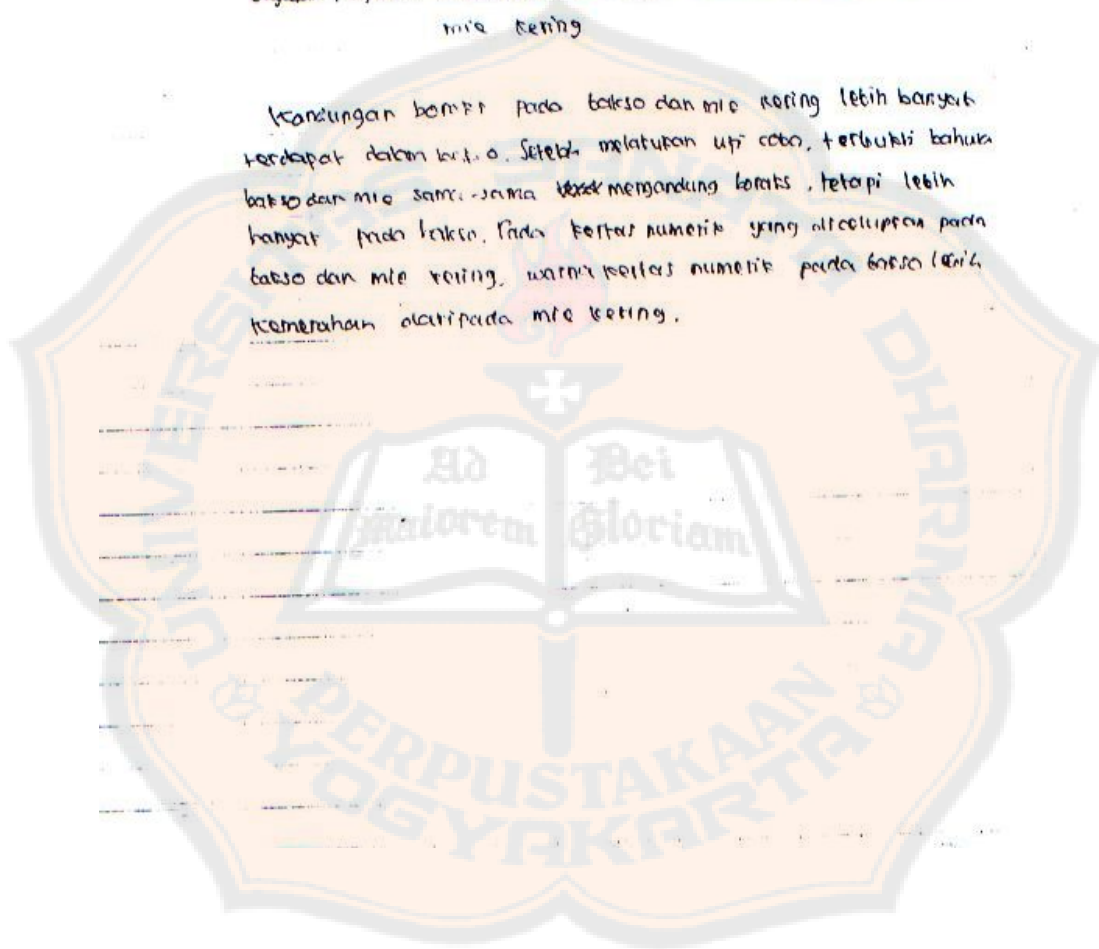 mie kering
Kandungan boraks pada bakso dan mie kering lebih banyak
terdapat dalam bakso. Setelah melakukan uji coba, terbukti bahwa
bakso dan mie sama-sama mengandung boraks, tetapi lebih
banyak pada bakso. Pada kertas numerik yang dicelupkan pada
bakso dan mie kering, warna kertas numerik pada bakso lebih
kemerahan daripada mie kering.
Ad Dei
Maiorem Gloriam
UNIVERSITAS SANATA DHARMA
PERPUSTAKAAN
YOGYAKARTA